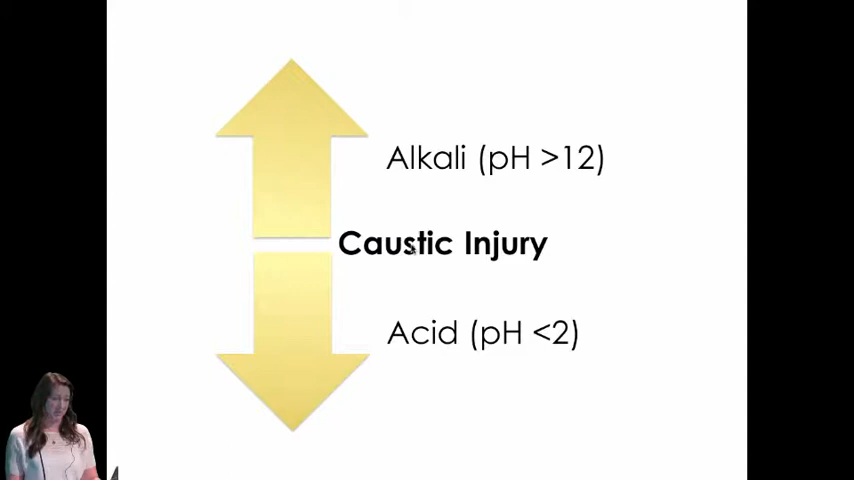 Alkali (pH >12)
Caustic Injury
Acid (pH <2)